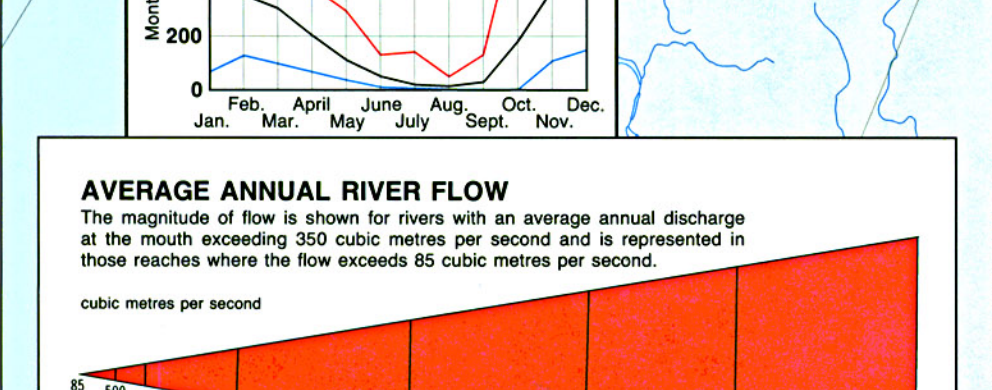 Mont
200
0
Feb. April June Aug. Oct. Dec.
Jan. Mar. May July Sept. Nov.
AVERAGE ANNUAL RIVER FLOW
The magnitude of flow is shown for rivers with an average annual discharge
at the mouth exceeding 350 cubic metres per second and is represented in
those reaches where the flow exceeds 85 cubic metres per second.
cubic metres per second
85 500